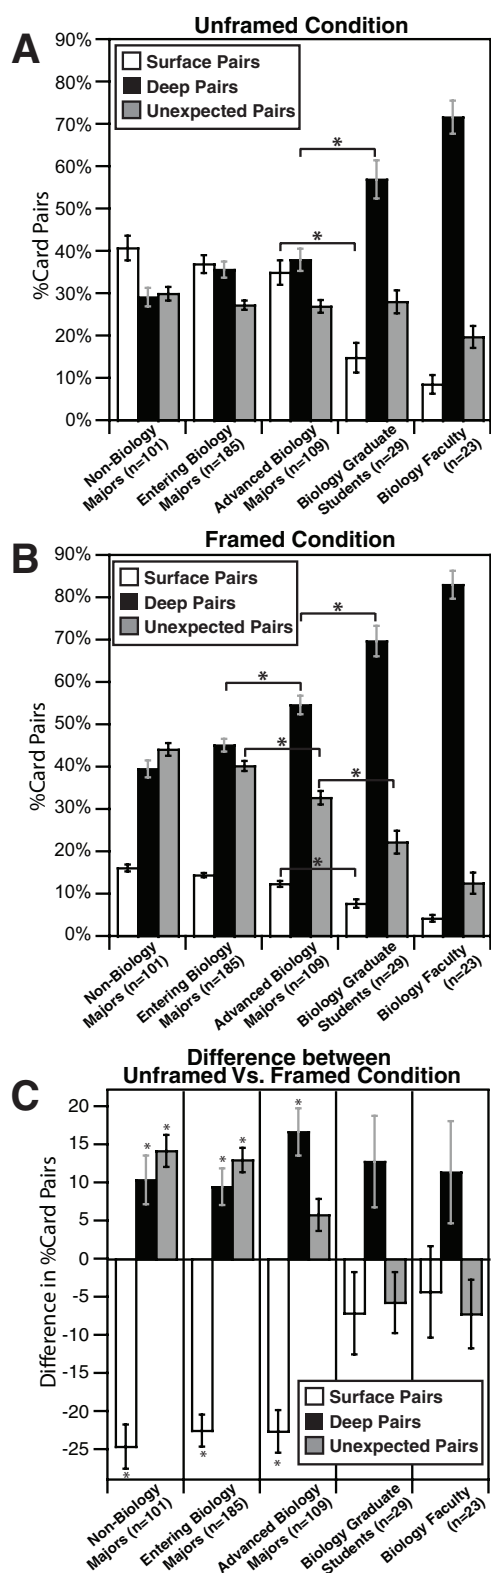 Unframed Condition
A
90%
80%
70%
60%
50%
40%
30%
20%
10%
0%
%Card Pairs
Surface Pairs
Deep Pairs
Unexpected Pairs
*
*
Non-Biology
Majors (n=101)
Entering Biology
Majors (n=185)
Advanced Biology
Majors (n=109)
Biology Graduate
Students (n=29)
Biology Faculty
(n=23)
Framed Condition
B
90%
80%
70%
60%
50%
40%
30%
20%
10%
0%
%Card Pairs
Surface Pairs
Deep Pairs
Unexpected Pairs
*
*
*
*
*
Non-Biology
Majors (n=101)
Entering Biology
Majors (n=185)
Advanced Biology
Majors (n=109)
Biology Graduate
Students (n=29)
Biology Faculty
(n=23)
Difference between
Unframed Vs. Framed Condition
C
20
15
10
5
0
-5
-10
-15
-20
-25
Difference in %Card Pairs
* * * * *
* * *
Surface Pairs
Deep Pairs
Unexpected Pairs
Non-Biology
Majors (n=101)
Entering Biology
Majors (n=185)
Advanced Biology
Majors (n=109)
Biology Graduate
Students (n=29)
Biology Faculty
(n=23)